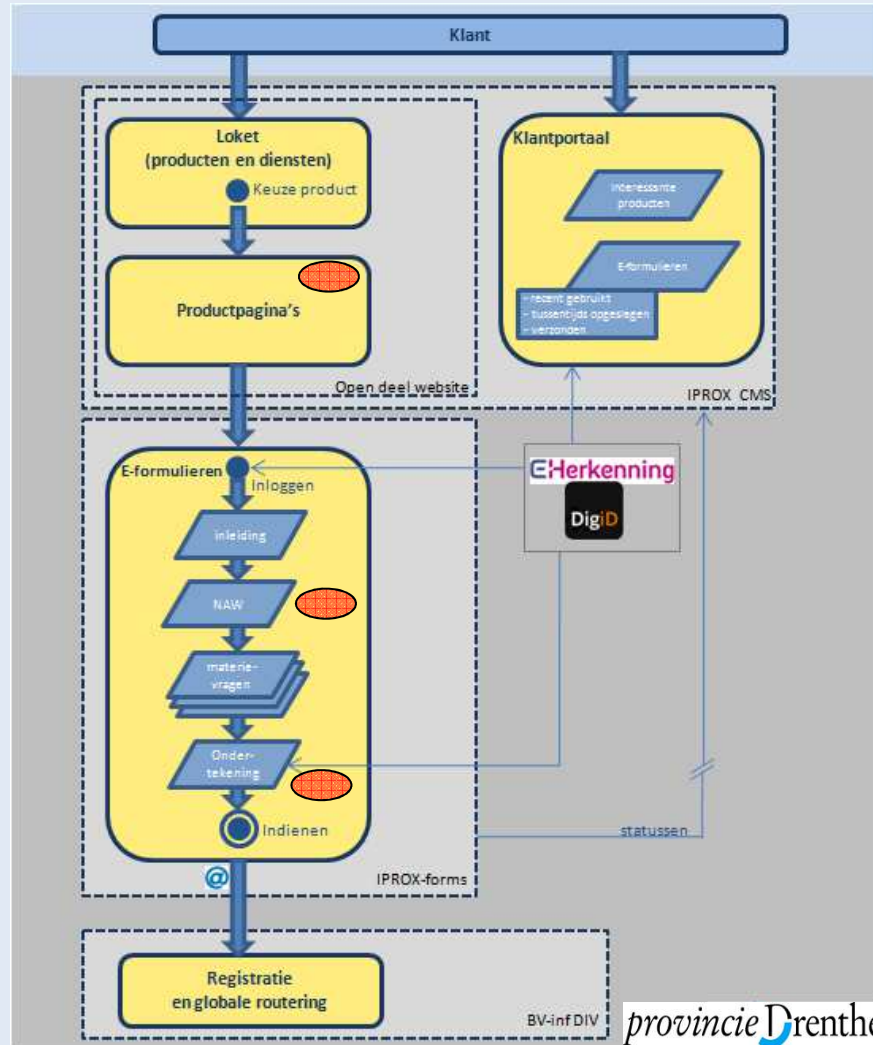 Klant
Loket
(producten en diensten)
Keuze product
Productpagina's
Open deel website
Klantportaal
interessante
producten
E-formulieren
- recent gebruikt
- tussentijds opgeslagen
- verzonden
IPROX CMS
E-formulieren
Inloggen
inleiding
NAW
materie-
vragen
Onder-
tekening
Indienen
@
IPROX-forms
eHerkenning
DigiD
statussen
Registratie
en globale routering
BV-inf DIV
provincie Drenthe